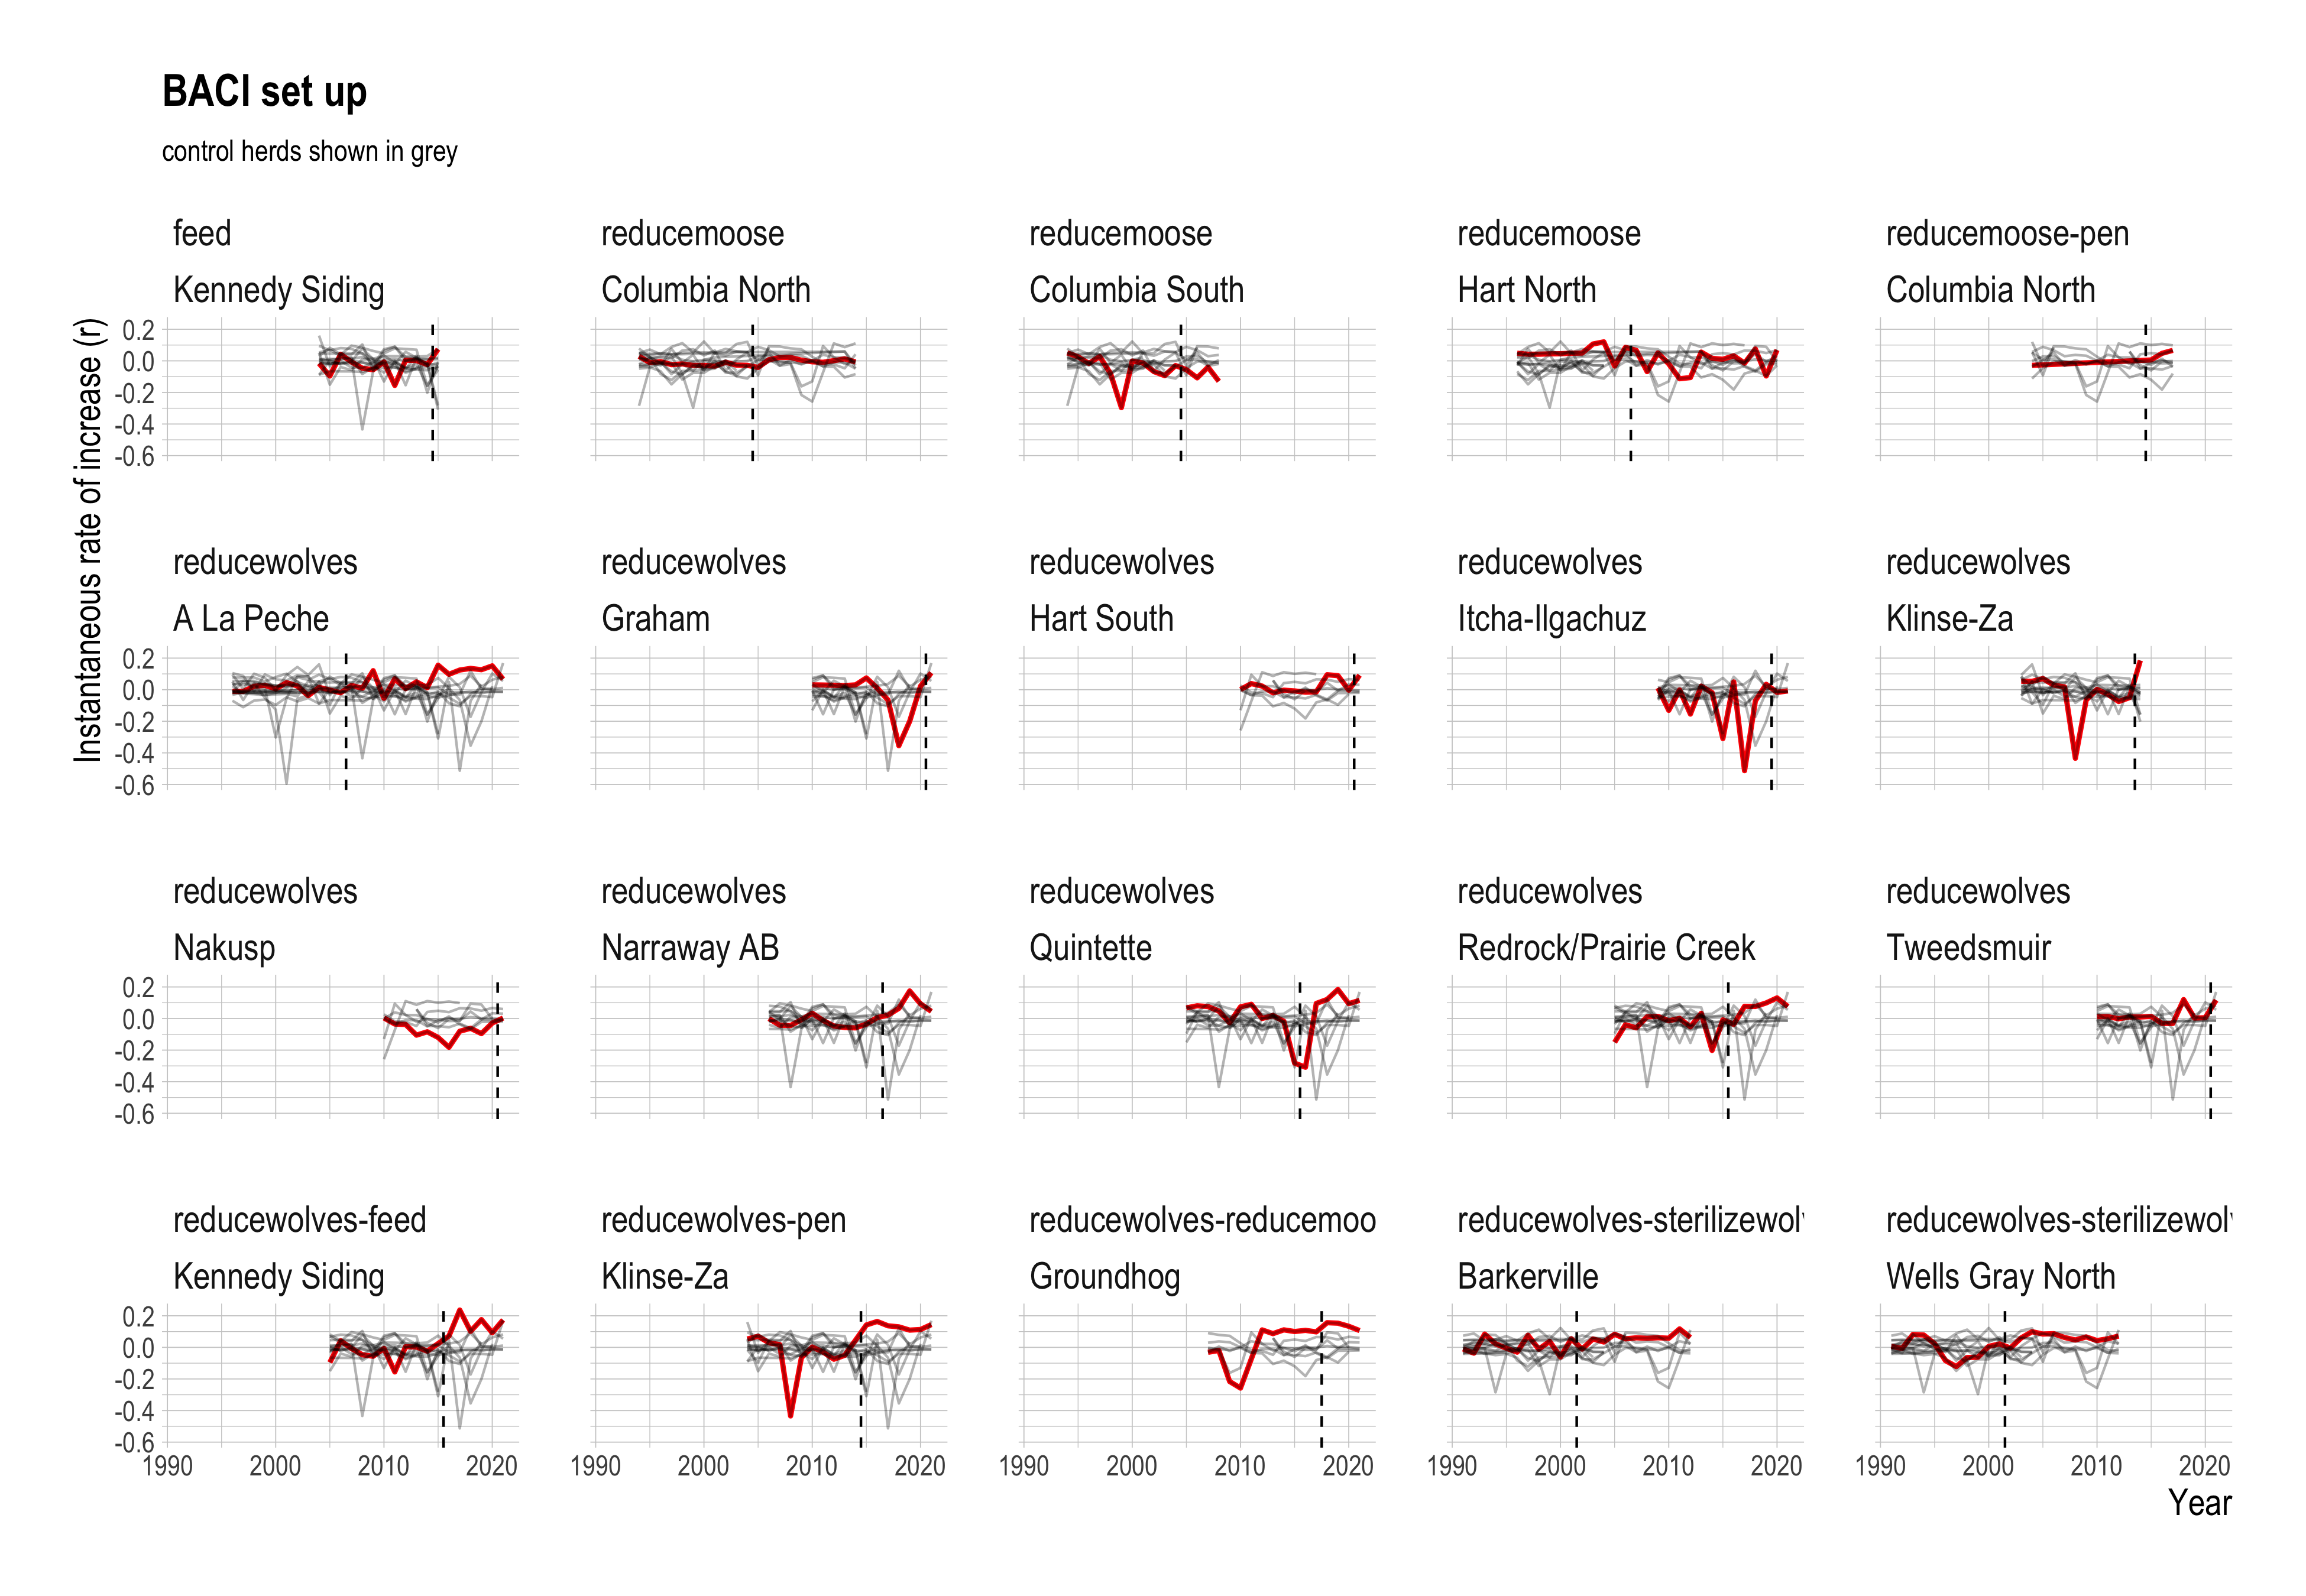 BACI set up
control herds shown in grey
feed
Kennedy Siding
reducemoose
Columbia North
reducemoose
Columbia South
reducemoose
Hart North
reducemoose-pen
Columbia North
0.2
0.0
-0.2
-0.4
-0.6
Instantaneous rate of increase (r)
reducewolves
A La Peche
reducewolves
Graham
reducewolves
Hart South
reducewolves
Itcha-Ilgachuz
reducewolves
Klinse-Za
0.2
0.0
-0.2
-0.4
-0.6
reducewolves
Nakusp
reducewolves
Narraway AB
reducewolves
Quintette
reducewolves
Redrock/Prairie Creek
reducewolves
Tweedsmuir
0.2
0.0
-0.2
-0.4
-0.6
reducewolves-feed
Kennedy Siding
reducewolves-pen
Klinse-Za
reducewolves-reducemoo
Groundhog
reducewolves-sterilizewol
Barkerville
reducewolves-sterilizewol
Wells Gray North
0.2
0.0
-0.2
-0.4
-0.6
1990 2000 2010 2020
1990 2000 2010 2020
1990 2000 2010 2020
1990 2000 2010 2020
1990 2000 2010 2020
Year